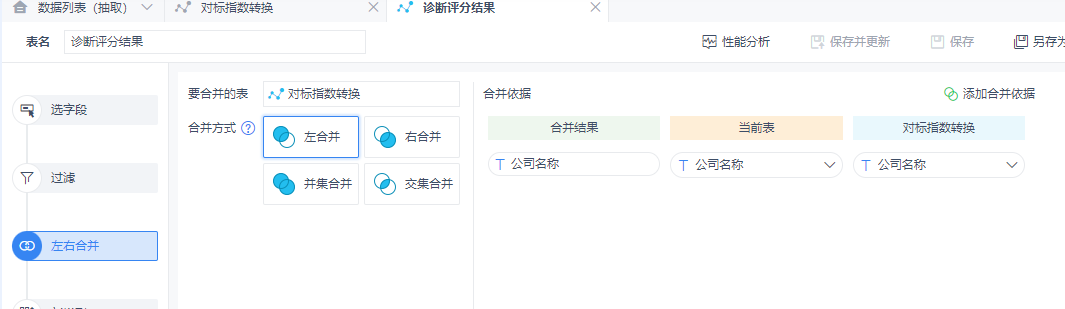 数据列表（抽取） 对标指数转换 诊断评分结果
表名 诊断评分结果 性能分析 保存并更新 保存 另存为
选字段
过滤
左右合并
要合并的表 对标指数转换
合并方式 ? 左合并 右合并
并集合并 交集合并
合并依据 添加合并依据
合并结果 当前表 对标指数转换
T 公司名称 T 公司名称 T 公司名称